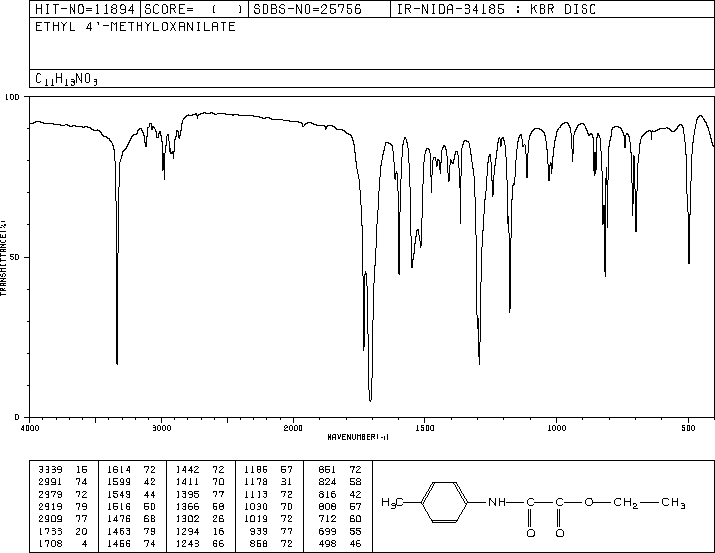 HIT-NO=11894 SCORE= ( ) SDBS-NO=25756 IR-NIDA-34185 : KBR DISC
ETHYL 4'-METHYLOXANILATE
C11H13NO3
100
50
0
TRANSMITTANCE(%)
4000 3000 2000 1500 1000 500
WAVENUMBER(-1)
3339 16 1614 72 1442 72 1186 57 851 72
2991 74 1599 42 1411 70 1178 31 824 58
2979 72 1549 44 1395 77 1113 72 816 42
2919 79 1516 50 1366 58 1030 70 808 57
2909 77 1476 68 1302 26 1019 72 712 60
1733 20 1463 79 1294 16 939 77 699 55
1708 4 1456 74 1243 66 858 72 498 46
H3C NH C C O CH2 CH3
O O